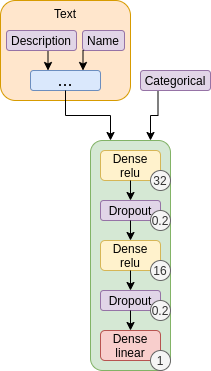 Text
Description
Name
...
Categorical
Dense
relu
32
Dropout
0.2
Dense
relu
16
Dropout
0.2
Dense
linear
1